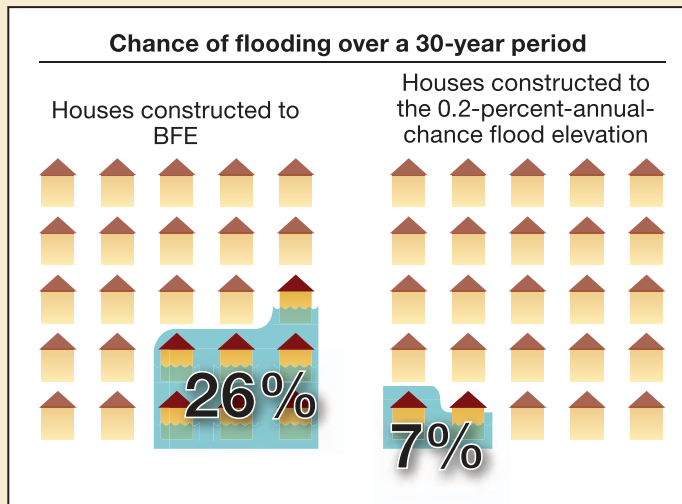 Chance of flooding over a 30-year period
Houses constructed to
BFE
26%
Houses constructed to
the 0.2-percent-annual-
chance flood elevation
7%